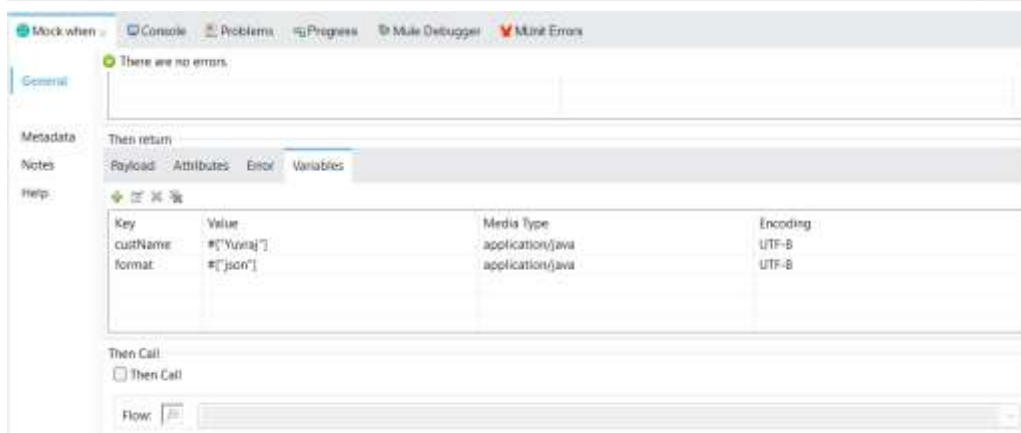 Mock when Console Problems Progress Mule Debugger MUnit Errors
There are no errors.
General
Metadata
Then return
Notes
Payload Attributes Error Variables
Help
Key Value Media Type Encoding
custName #["Yuvraj"] application/java UTF-8
format #["json"] application/java UTF-8
Then Call
Then Call
Flow: